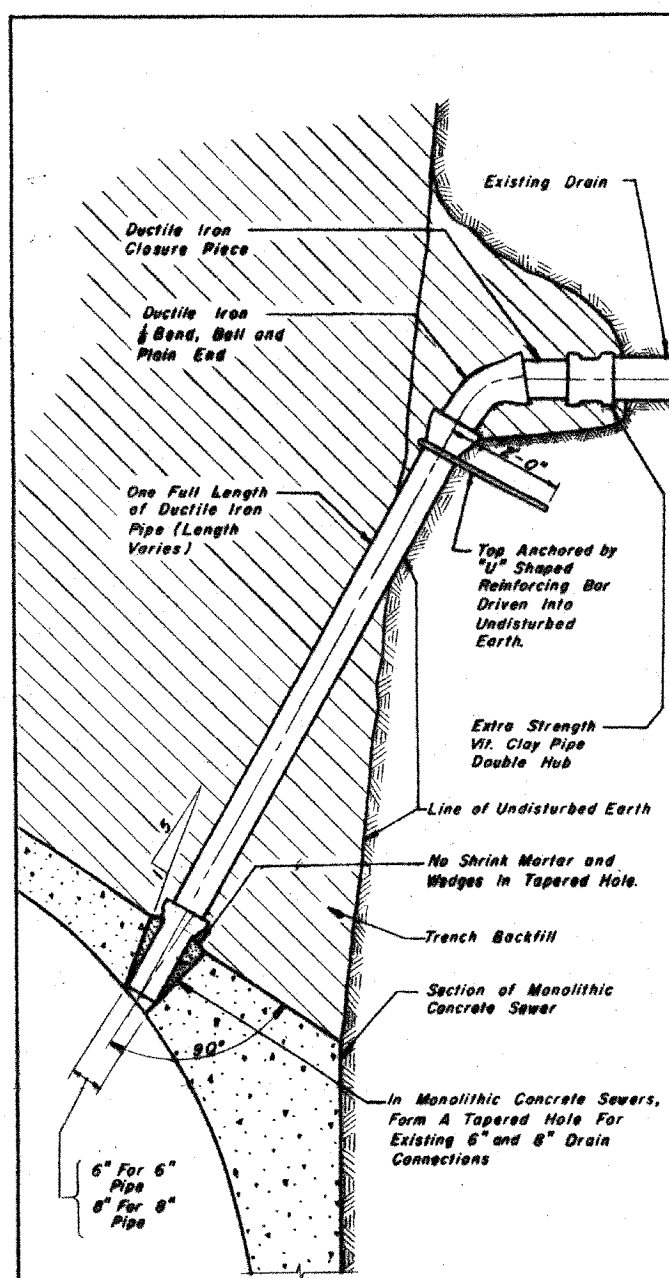 Existing Drain
Ductile Iron
Closure Piece
Ductile Iron
⅛ Bend, Bell and
Plain End
One Full Length
of Ductile Iron
Pipe (Length
Varies)
Top Anchored by
"U" Shaped
Reinforcing Bar
Driven Into
Undisturbed
Earth.
Extra Strength
Vit. Clay Pipe
Double Hub
Line of Undisturbed Earth
No Shrink Mortar and
Wedges In Tapered Hole.
5
1
Trench Backfill
Section of Monolithic
Concrete Sewer
90°
In Monolithic Concrete Sewers,
Form A Tapered Hole For
Existing 6" and 8" Drain
Connections
6" For 6"
Pipe
8" For 8"
Pipe